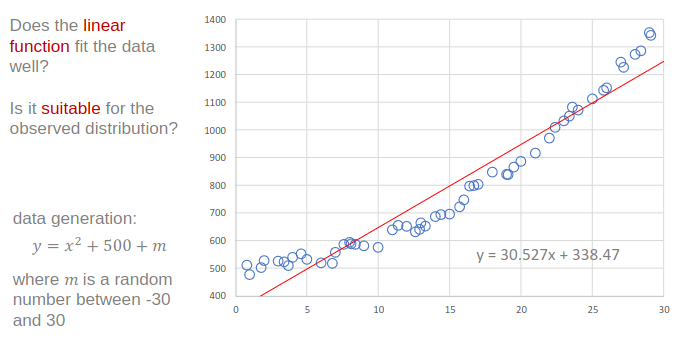 Does the linear
function fit the data
well?
Is it suitable for the
observed distribution?
data generation:
y = x² + 500 + m
where m is a random
number between -30
and 30
1400
1300
1200
1100
1000
900
800
700
600
500
400
0 5 10 15 20 25 30
y = 30.527x + 338.47